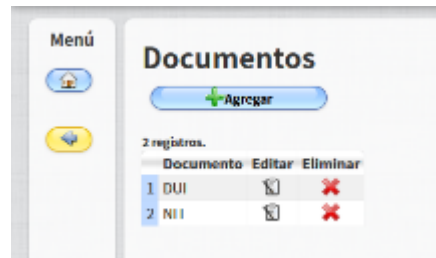 Menú
Documentos
Agregar
2 registros.
Documento Editar Eliminar
1 DUI
2 NIT